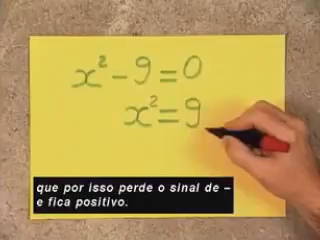 x² - 9 = 0
x² = 9
que por isso perde o sinal de –
e fica positivo.